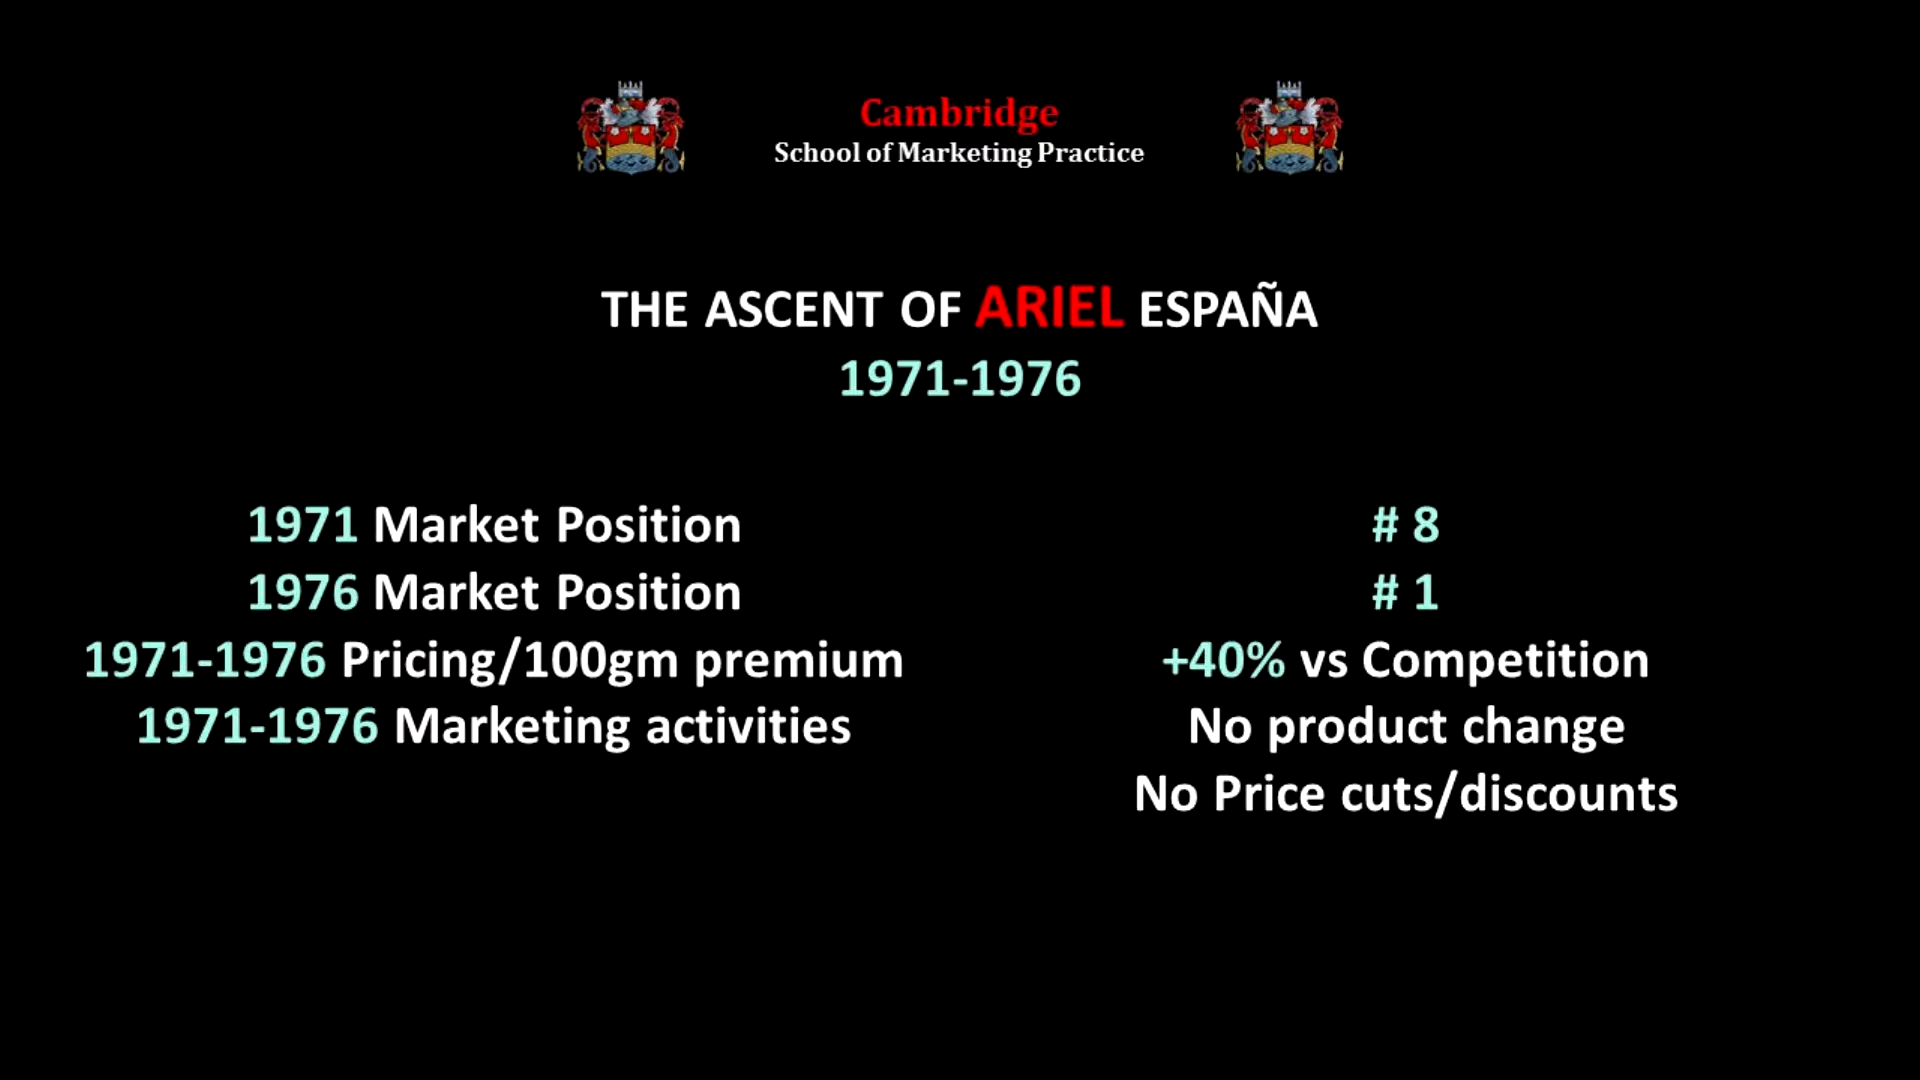 Cambridge
School of Marketing Practice
THE ASCENT OF ARIEL ESPAÑA
1971-1976
1971 Market Position # 8
1976 Market Position # 1
1971-1976 Pricing/100gm premium +40% vs Competition
1971-1976 Marketing activities No product change
No Price cuts/discounts